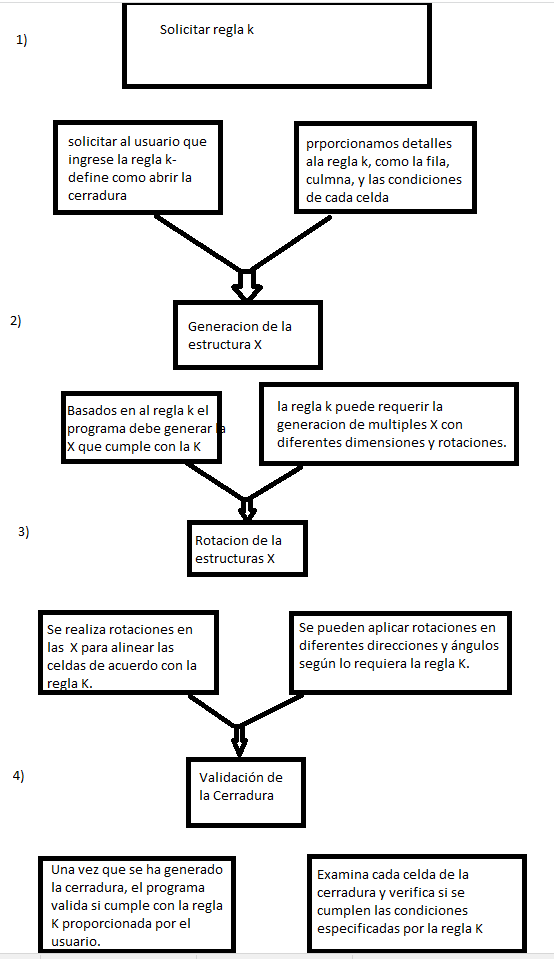 1)
Solicitar regla k
solicitar al usuario que
ingrese la regla k-
define como abrir la
cerradura
prporcionamos detalles
ala regla k, como la fila,
culmna, y las condiciones
de cada celda
2)
Generacion de la
estructura X
Basados en al regla k el
programa debe generar la
X que cumple con la K
la regla k puede requerir la
generacion de multiples X con
diferentes dimensiones y rotaciones.
3)
Rotacion de la
estructuras X
Se realiza rotaciones en
las X para alinear las
celdas de acuerdo con la
regla K.
Se pueden aplicar rotaciones en
diferentes direcciones y ángulos
según lo requiera la regla K.
4)
Validación de
la Cerradura
Una vez que se ha generado
la cerradura, el programa
valida si cumple con la regla
K proporcionada por el
usuario.
Examina cada celda de la
cerradura y verifica si se
cumplen las condiciones
especificadas por la regla K